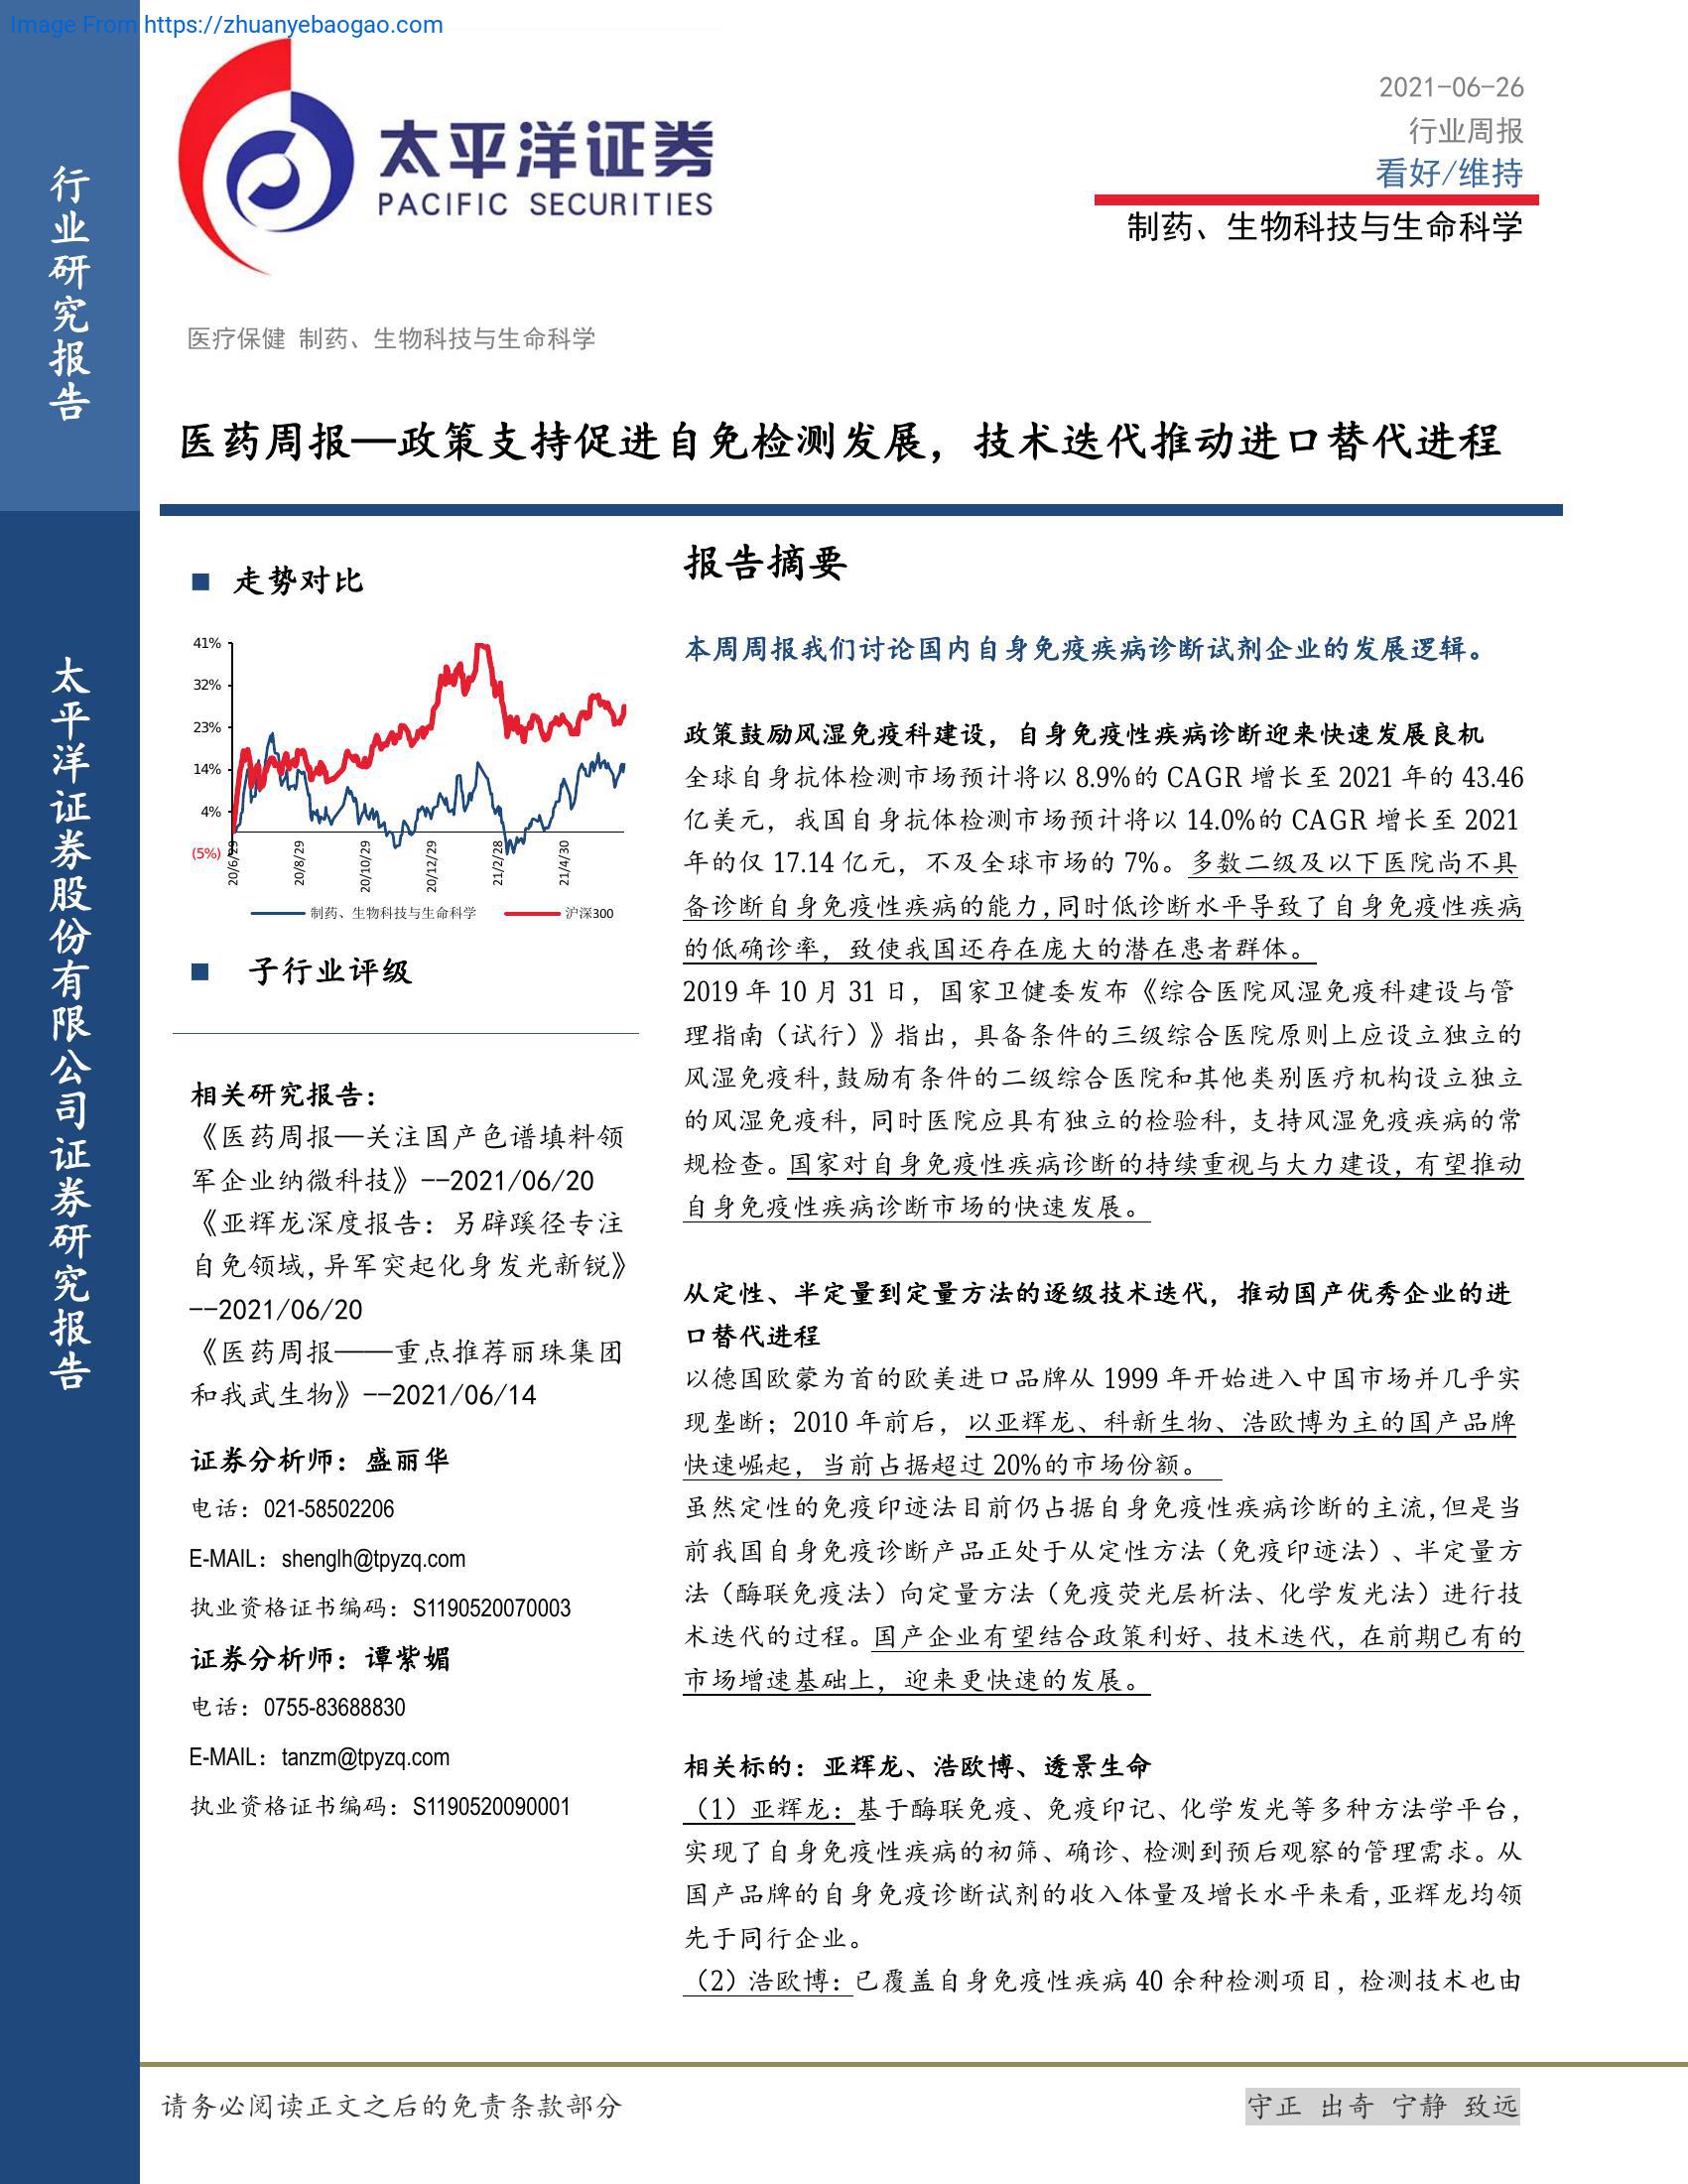 Image From https://zhuanyebaogao.com
行业研究报告
太平洋证券股份有限公司证券研究报告
太平洋证券
PACIFIC SECURITIES
2021-06-26
行业周报
看好/维持
制药、生物科技与生命科学
医疗保健 制药、生物科技与生命科学
医药周报—政策支持促进自免检测发展，技术迭代推动进口替代进程
■ 走势对比
41%
32%
23%
14%
4%
(5%)
20/6/29
20/8/29
20/10/29
20/12/29
21/2/28
21/4/30
制药、生物科技与生命科学 沪深300
■ 子行业评级
相关研究报告：
《医药周报—关注国产色谱填料领
军企业纳微科技》--2021/06/20
《亚辉龙深度报告：另辟蹊径专注
自免领域，异军突起化身发光新锐》
--2021/06/20
《医药周报——重点推荐丽珠集团
和我武生物》--2021/06/14
证券分析师：盛丽华
电话：021-58502206
E-MAIL：shenglh@tpyzq.com
执业资格证书编码：S1190520070003
证券分析师：谭紫媚
电话：0755-83688830
E-MAIL：tanzm@tpyzq.com
执业资格证书编码：S1190520090001
报告摘要
本周周报我们讨论国内自身免疫疾病诊断试剂企业的发展逻辑。
政策鼓励风湿免疫科建设，自身免疫性疾病诊断迎来快速发展良机
全球自身抗体检测市场预计将以 8.9%的 CAGR 增长至 2021 年的 43.46
亿美元，我国自身抗体检测市场预计将以 14.0%的 CAGR 增长至 2021
年的仅 17.14 亿元，不及全球市场的 7%。多数二级及以下医院尚不具
备诊断自身免疫性疾病的能力，同时低诊断水平导致了自身免疫性疾病
的低确诊率，致使我国还存在庞大的潜在患者群体。
2019 年 10 月 31 日，国家卫健委发布《综合医院风湿免疫科建设与管
理指南（试行）》指出，具备条件的三级综合医院原则上应设立独立的
风湿免疫科，鼓励有条件的二级综合医院和其他类别医疗机构设立独立
的风湿免疫科，同时医院应具有独立的检验科，支持风湿免疫疾病的常
规检查。国家对自身免疫性疾病诊断的持续重视与大力建设，有望推动
自身免疫性疾病诊断市场的快速发展。
从定性、半定量到定量方法的逐级技术迭代，推动国产优秀企业的进
口替代进程
以德国欧蒙为首的欧美进口品牌从 1999 年开始进入中国市场并几乎实
现垄断；2010 年前后，以亚辉龙、科新生物、浩欧博为主的国产品牌
快速崛起，当前占据超过 20%的市场份额。
虽然定性的免疫印迹法目前仍占据自身免疫性疾病诊断的主流，但是当
前我国自身免疫诊断产品正处于从定性方法（免疫印迹法）、半定量方
法（酶联免疫法）向定量方法（免疫荧光层析法、化学发光法）进行技
术迭代的过程。国产企业有望结合政策利好、技术迭代，在前期已有的
市场增速基础上，迎来更快速的发展。
相关标的：亚辉龙、浩欧博、透景生命
（1）亚辉龙：基于酶联免疫、免疫印记、化学发光等多种方法学平台，
实现了自身免疫性疾病的初筛、确诊、检测到预后观察的管理需求。从
国产品牌的自身免疫诊断试剂的收入体量及增长水平来看，亚辉龙均领
先于同行企业。
（2）浩欧博：已覆盖自身免疫性疾病 40 余种检测项目，检测技术也由
请务必阅读正文之后的免责条款部分
守正 出奇 宁静 致远